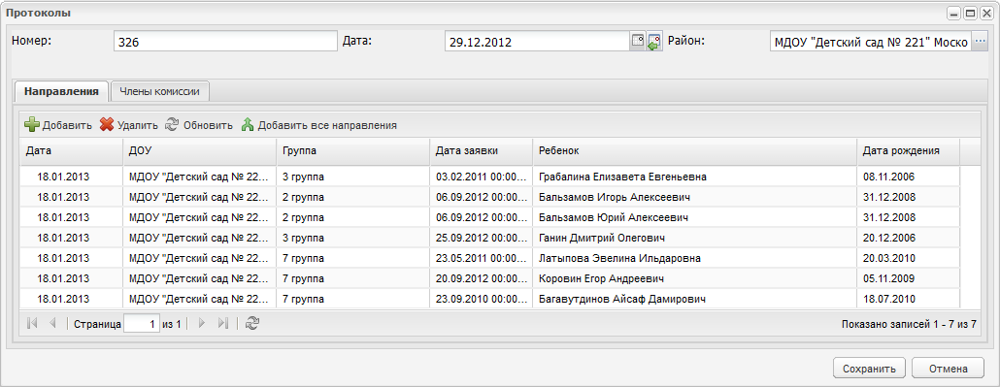 Протоколы
Номер: 326 Дата: 29.12.2012 Район: МДОУ "Детский сад № 221" Моско
Направления Члены комиссии
Добавить Удалить Обновить Добавить все направления
Дата ДОУ Группа Дата заявки Ребенок Дата рождения
18.01.2013 МДОУ "Детский сад № 22... 3 группа 03.02.2011 00:00... Грабалина Елизавета Евгеньевна 08.11.2006
18.01.2013 МДОУ "Детский сад № 22... 2 группа 06.09.2012 00:00... Бальзамов Игорь Алексеевич 31.12.2008
18.01.2013 МДОУ "Детский сад № 22... 2 группа 06.09.2012 00:00... Бальзамов Юрий Алексеевич 31.12.2008
18.01.2013 МДОУ "Детский сад № 22... 3 группа 25.09.2012 00:00... Ганин Дмитрий Олегович 20.12.2006
18.01.2013 МДОУ "Детский сад № 22... 7 группа 23.05.2011 00:00... Латыпова Эвелина Ильдаровна 20.03.2010
18.01.2013 МДОУ "Детский сад № 22... 7 группа 20.09.2012 00:00... Коровин Егор Андреевич 05.11.2009
18.01.2013 МДОУ "Детский сад № 22... 7 группа 23.09.2010 00:00... Багавутдинов Айсаф Дамирович 18.07.2010
Страница 1 из 1 Показано записей 1 - 7 из 7
Сохранить Отмена